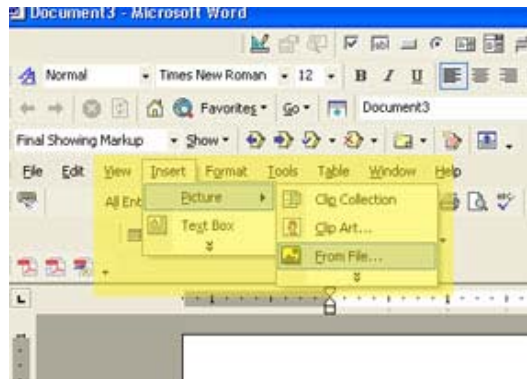 Document3 - Microsoft Word
Normal Times New Roman 12 B I U
Favorites Go Document3
Final Showing Markup Show
File Edit View Insert Format Tools Table Window Help
All Ent
Picture Clip Collection
Text Box Clip Art...
From File...